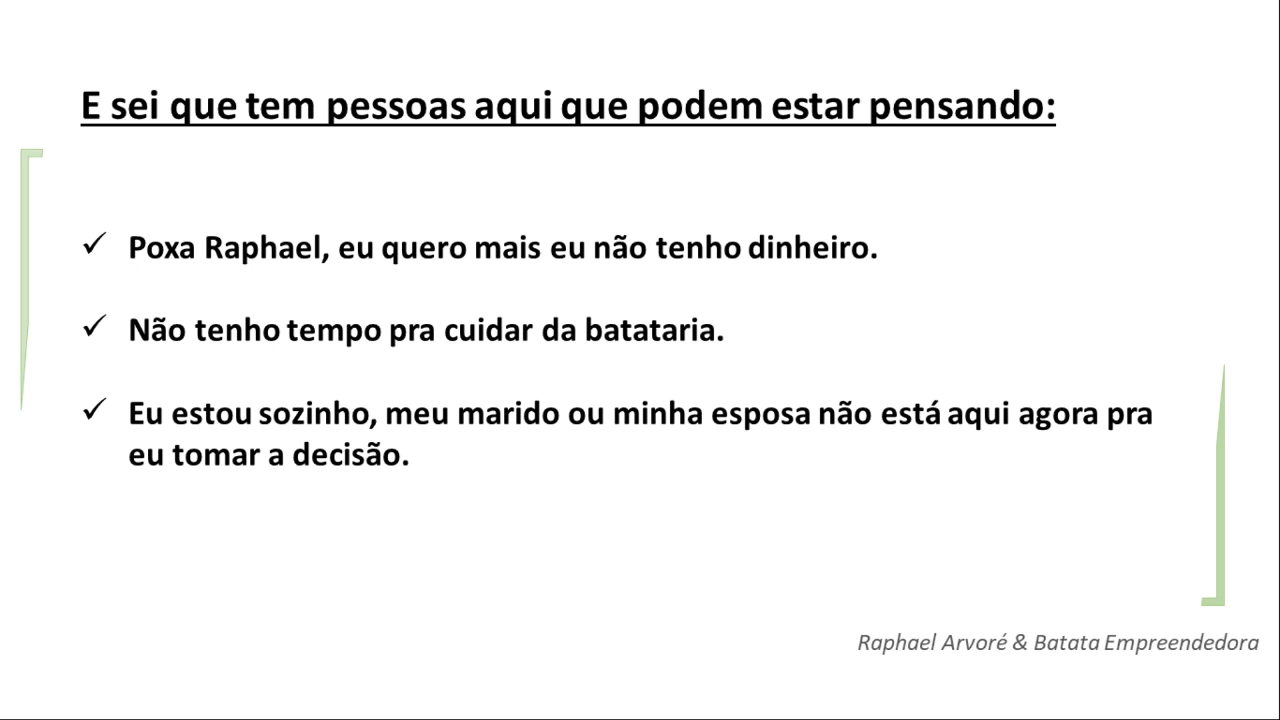 E sei que tem pessoas aqui que podem estar pensando:
✓ Poxa Raphael, eu quero mais eu não tenho dinheiro.
✓ Não tenho tempo pra cuidar da batataria.
✓ Eu estou sozinho, meu marido ou minha esposa não está aqui agora pra
eu tomar a decisão.
Raphael Arvoré & Batata Empreendedora